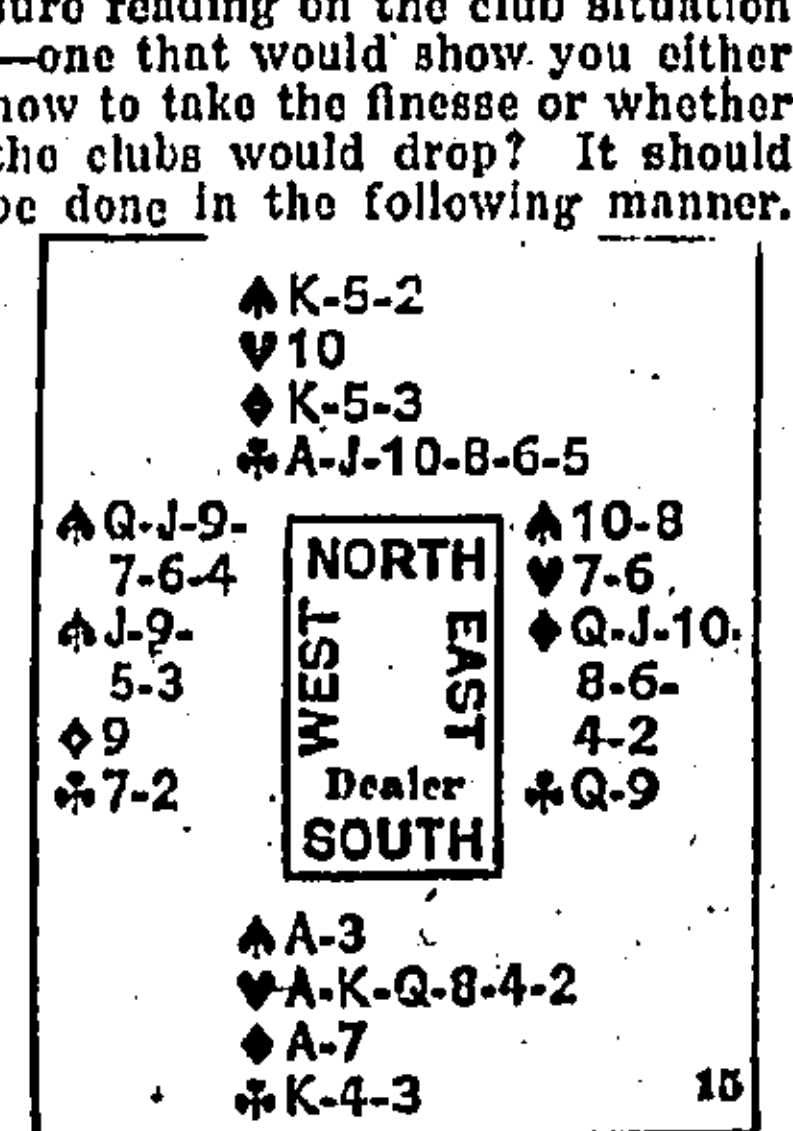 sure reading on the club situation
—one that would show you either
how to take the finesse or whether
the clubs would drop? It should
be done in the following manner.
♠ K-5-2
♥ 10
♦ K-5-3
♣ A-J-10-8-6-5
♠ Q-J-9-
7-6-4
♠ J-9-
5-3
♦ 9
♣ 7-2
NORTH
WEST
EAST
Dealer
SOUTH
♠ 10-8
♥ 7-6
♦ Q-J-10-
8-6-
4-2
♣ Q-9
♠ A-3
♥ A-K-Q-8-4-2
♦ A-7
♣ K-4-3
15